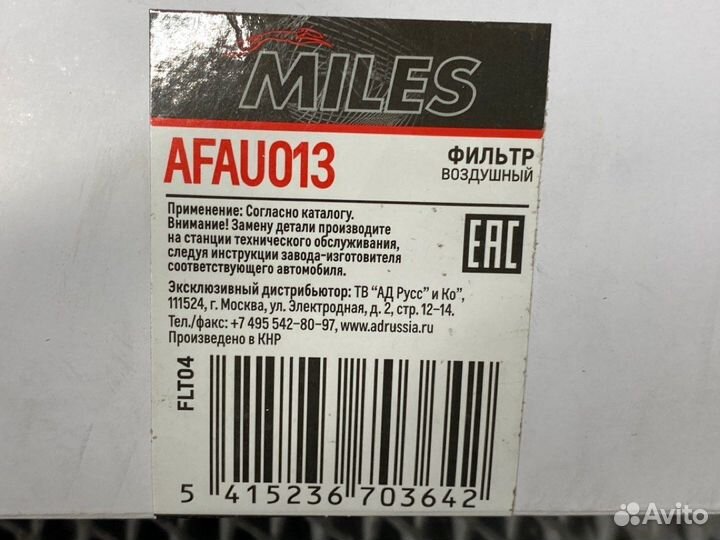 MILES
AFAU013
ФИЛЬТР
ВОЗДУШНЫЙ
Применение: Согласно каталогу.
Внимание! Замену детали производите
на станции технического обслуживания,
следуя инструкции завода-изготовителя
соответствующего автомобиля.
EAC
Эксклюзивный дистрибьютор: ТВ “АД Русс” и Ко”,
111524, г. Москва, ул. Электродная, д. 2, стр. 12-14.
Тел./факс: +7 495 542-80-97, www.adrussia.ru
Произведено в КНР
FLT04
5 415236 703642
Avito